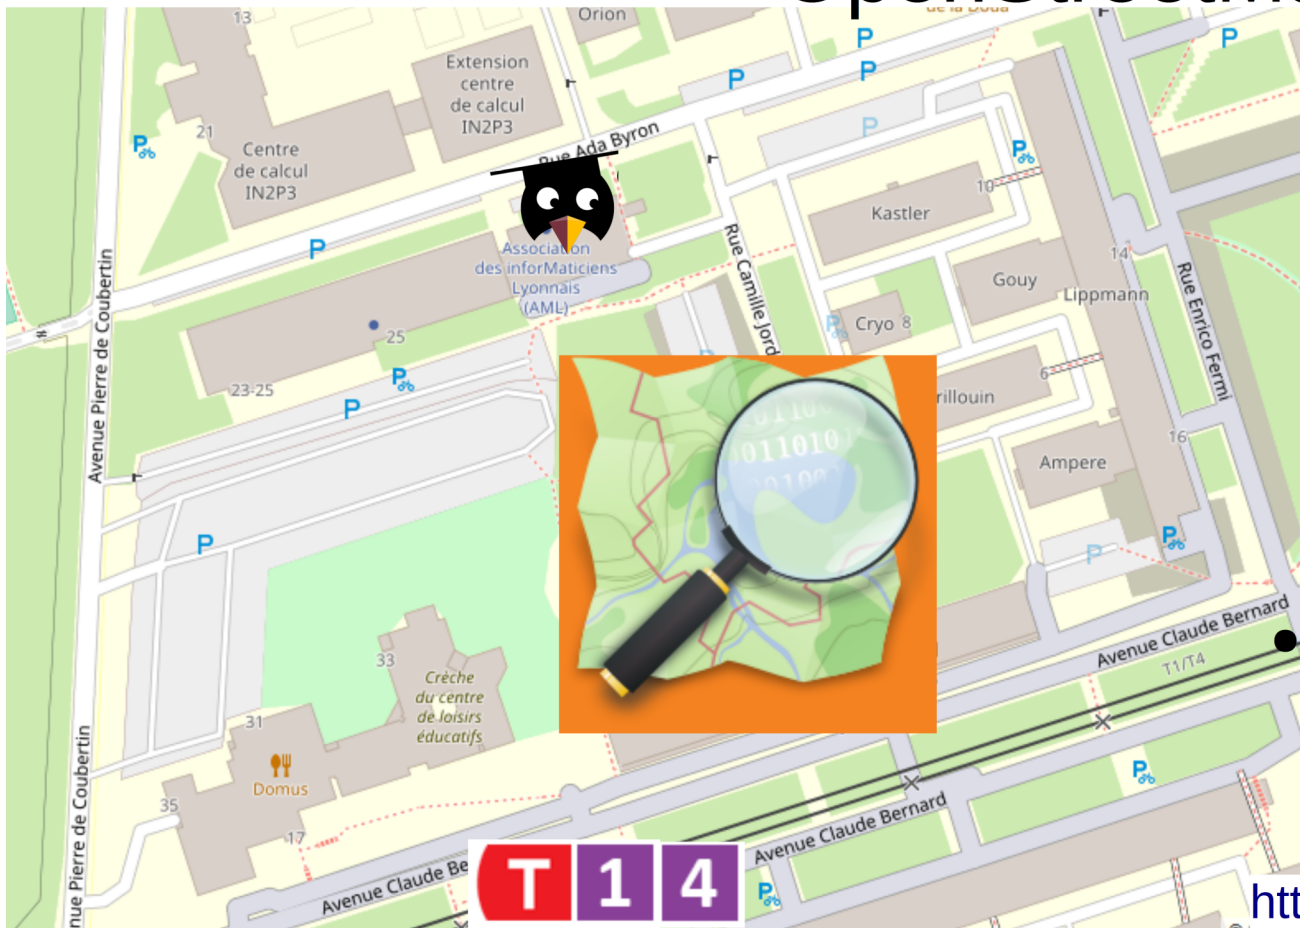 13
Orion
Extension
centre
de calcul
IN2P3
P
P
P
P
P
21
Centre
de calcul
IN2P3
P
Rue Ada Byron
P
10
Kastler
P
Association
des inforMaticiens
Lyonnais
(AML)
Rue Camille Jord
14
Gouy
Lippmann
Rue Enrico Fermi
Avenue Pierre de Coubertin
25
P
Cryo 8
23-25
P
P
6
rillouin
011010
16
Ampere
P
P
P
33
Crèche
du centre
de loisirs
éducatifs
Avenue Claude Bernard
T1/T4
31
Domus
35
17
P
nue Pierre de Coubertin
Avenue Claude Bernard
Avenue Claude Be
T 1 4
P
htt